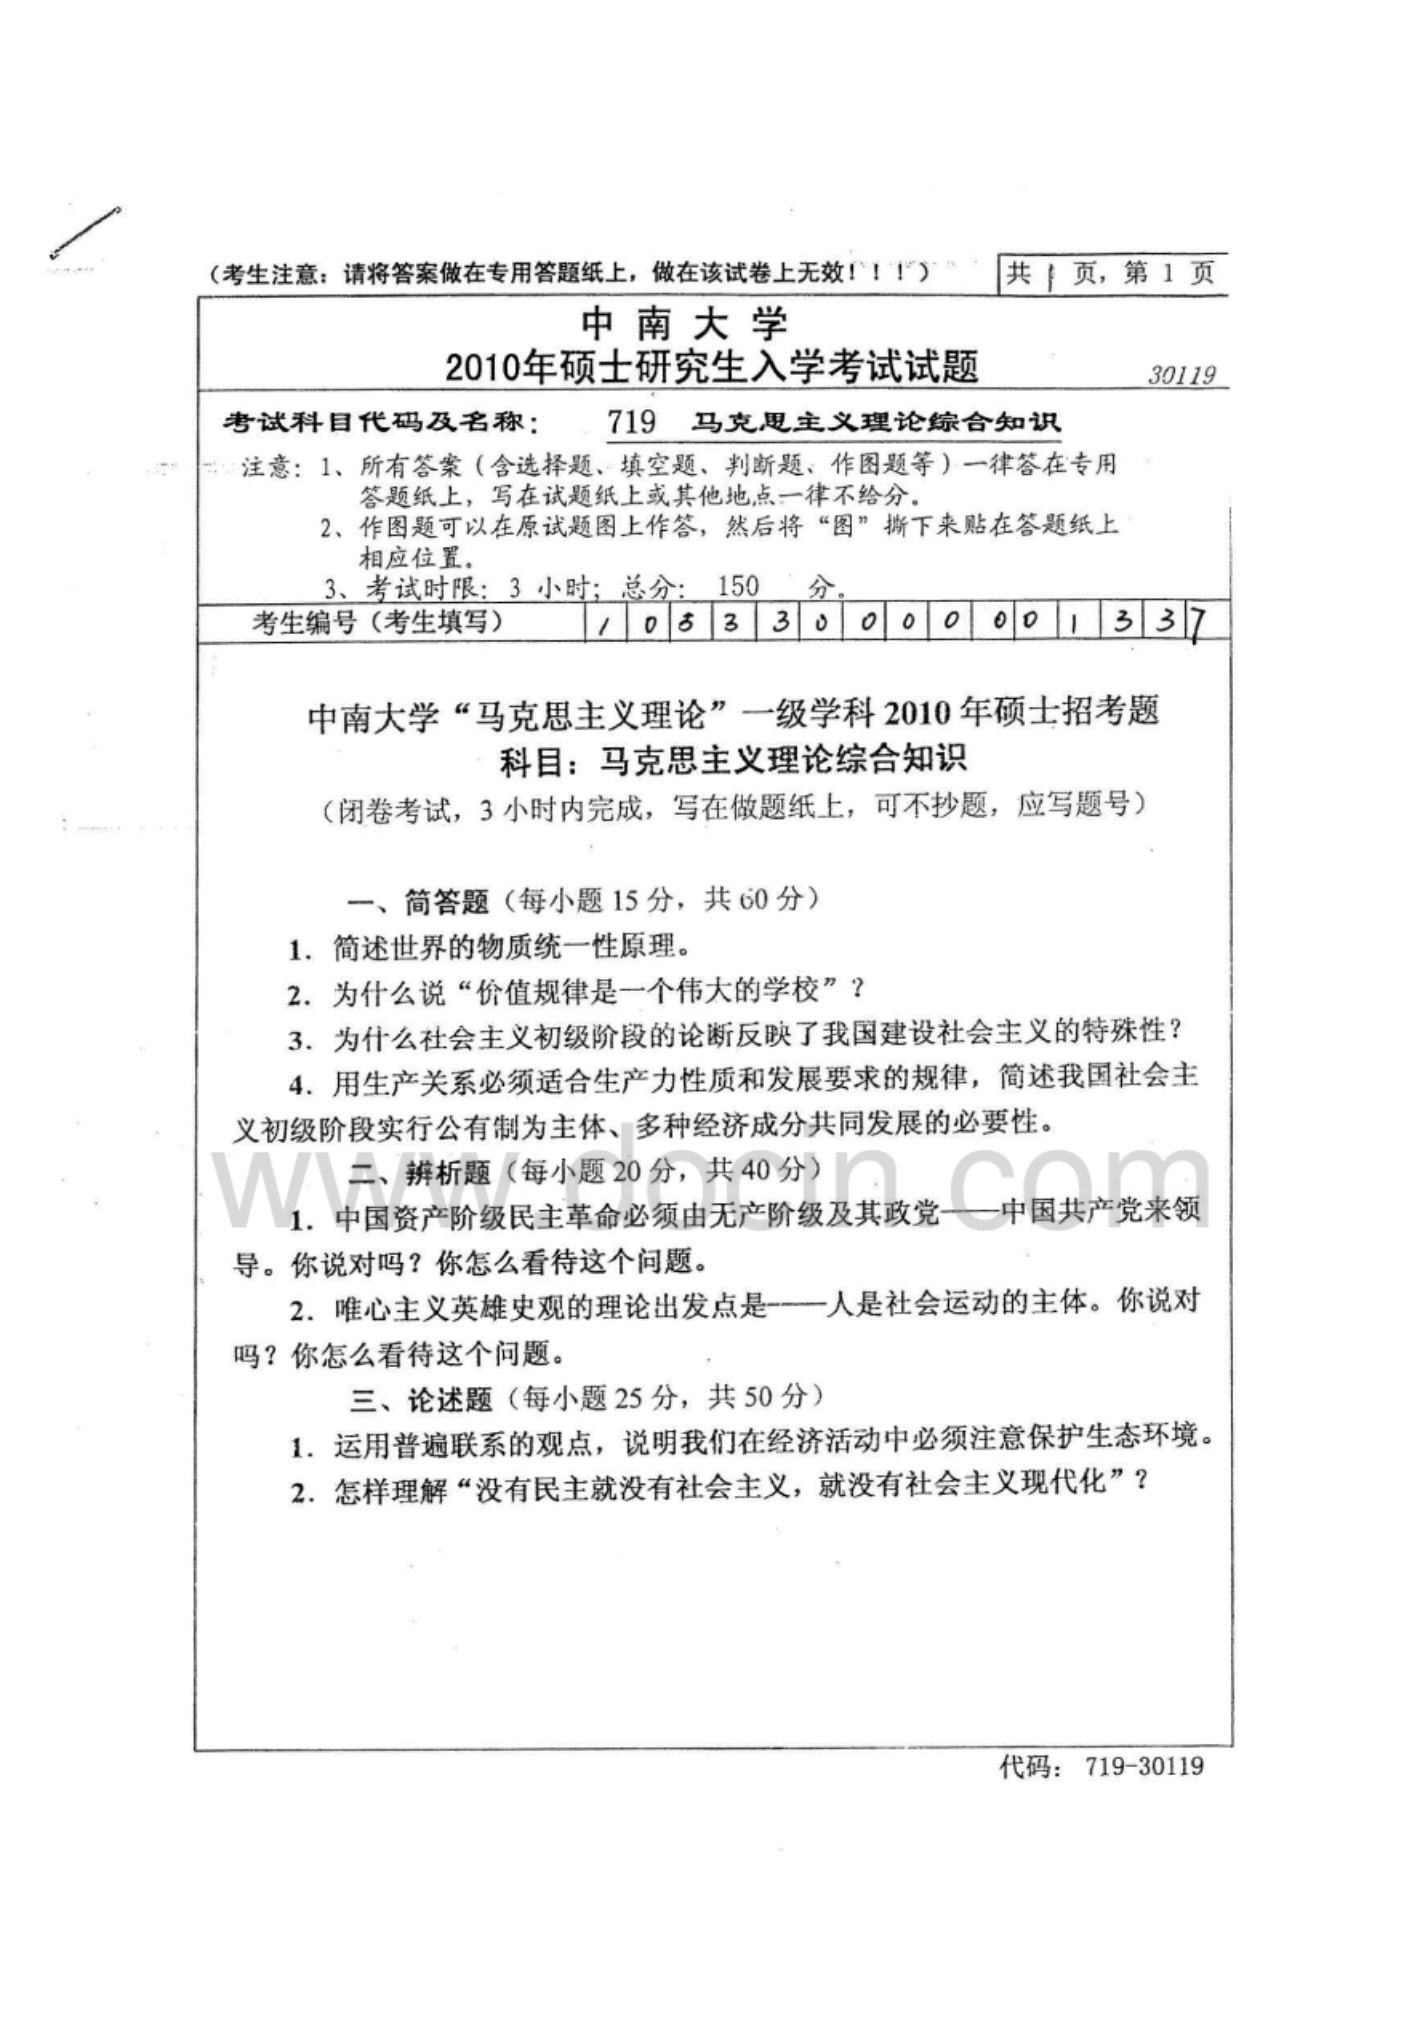 （考生注意：请将答案做在专用答题纸上，做在该试卷上无效！！！）
共 1 页，第 1 页
中南大学
2010年硕士研究生入学考试试题
30119
考试科目代码及名称： 719 马克思主义理论综合知识
注意：1、所有答案（含选择题、填空题、判断题、作图题等）一律答在专用
答题纸上，写在试题纸上或其他地点一律不给分。
2、作图题可以在原试题图上作答，然后将“图”撕下来贴在答题纸上
相应位置。
3、考试时限：3 小时；总分： 150 分。
考生编号（考生填写） 1 0 5 3 3 0 0 0 0 0 0 1 3 3 7
中南大学“马克思主义理论”一级学科 2010 年硕士招考题
科目：马克思主义理论综合知识
（闭卷考试，3 小时内完成，写在做题纸上，可不抄题，应写题号）
一、简答题（每小题 15 分，共 60 分）
1．简述世界的物质统一性原理。
2．为什么说“价值规律是一个伟大的学校”？
3．为什么社会主义初级阶段的论断反映了我国建设社会主义的特殊性？
4．用生产关系必须适合生产力性质和发展要求的规律，简述我国社会主
义初级阶段实行公有制为主体、多种经济成分共同发展的必要性。
www.docin.com
二、辨析题（每小题 20 分，共 40 分）
1．中国资产阶级民主革命必须由无产阶级及其政党——中国共产党来领
导。你说对吗？你怎么看待这个问题。
2．唯心主义英雄史观的理论出发点是——人是社会运动的主体。你说对
吗？你怎么看待这个问题。
三、论述题（每小题 25 分，共 50 分）
1．运用普遍联系的观点，说明我们在经济活动中必须注意保护生态环境。
2．怎样理解“没有民主就没有社会主义，就没有社会主义现代化”？
代码： 719-30119